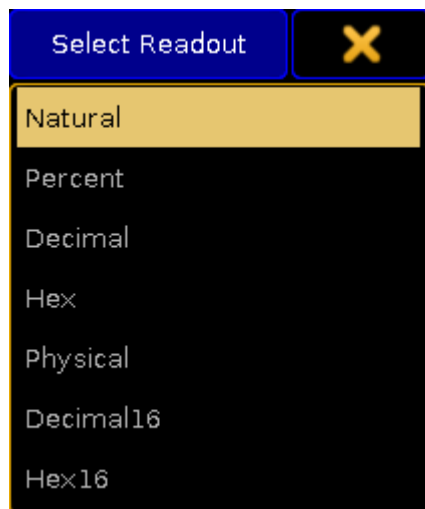 Select Readout
Natural
Percent
Decimal
Hex
Physical
Decimal16
Hex16